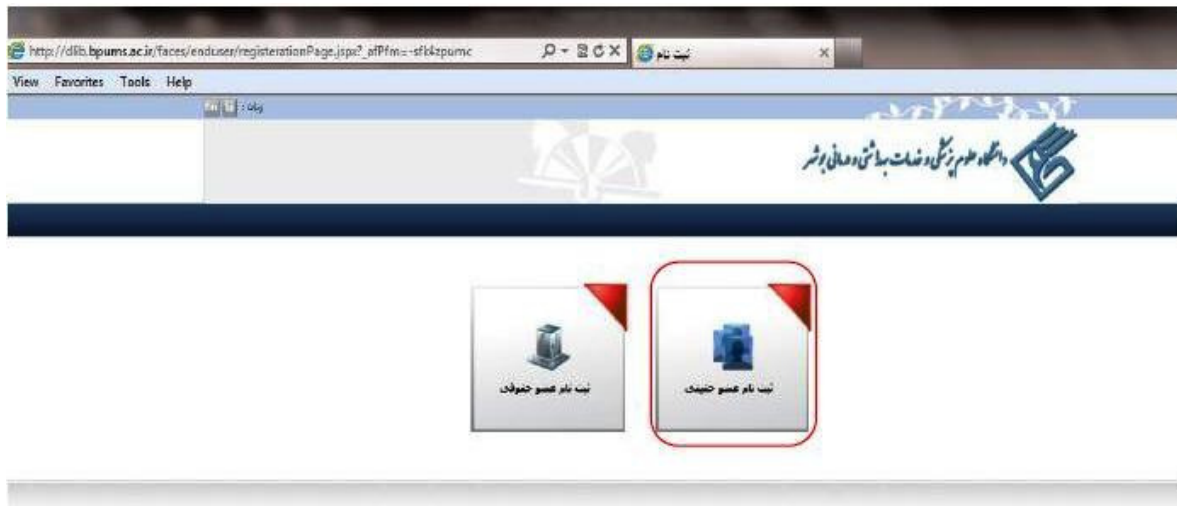 http://dlib.bpums.ac.ir/faces/enduser/registerationPage.jspx?_afPfm=-sfk4zpumc
ثبت نام
View Favorites Tools Help
زبان :
دانشگاه علوم پزشکی و خدمات بهداشتی و درمانی بوشهر
ثبت نام عضو حقیقی
ثبت نام عضو حقوقی